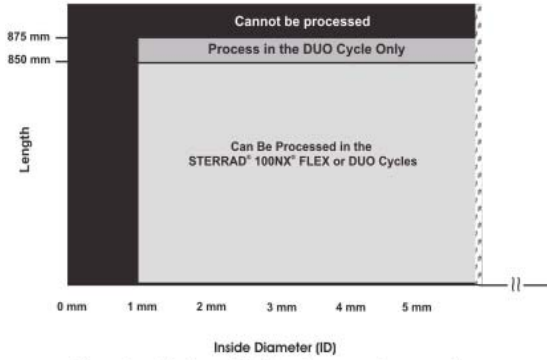 Cannot be processed
875 mm
Process in the DUO Cycle Only
850 mm
Length
Can Be Processed in the
STERRAD® 100NX® FLEX or DUO Cycles
0 mm 1 mm 2 mm 3 mm 4 mm 5 mm
Inside Diameter (ID)